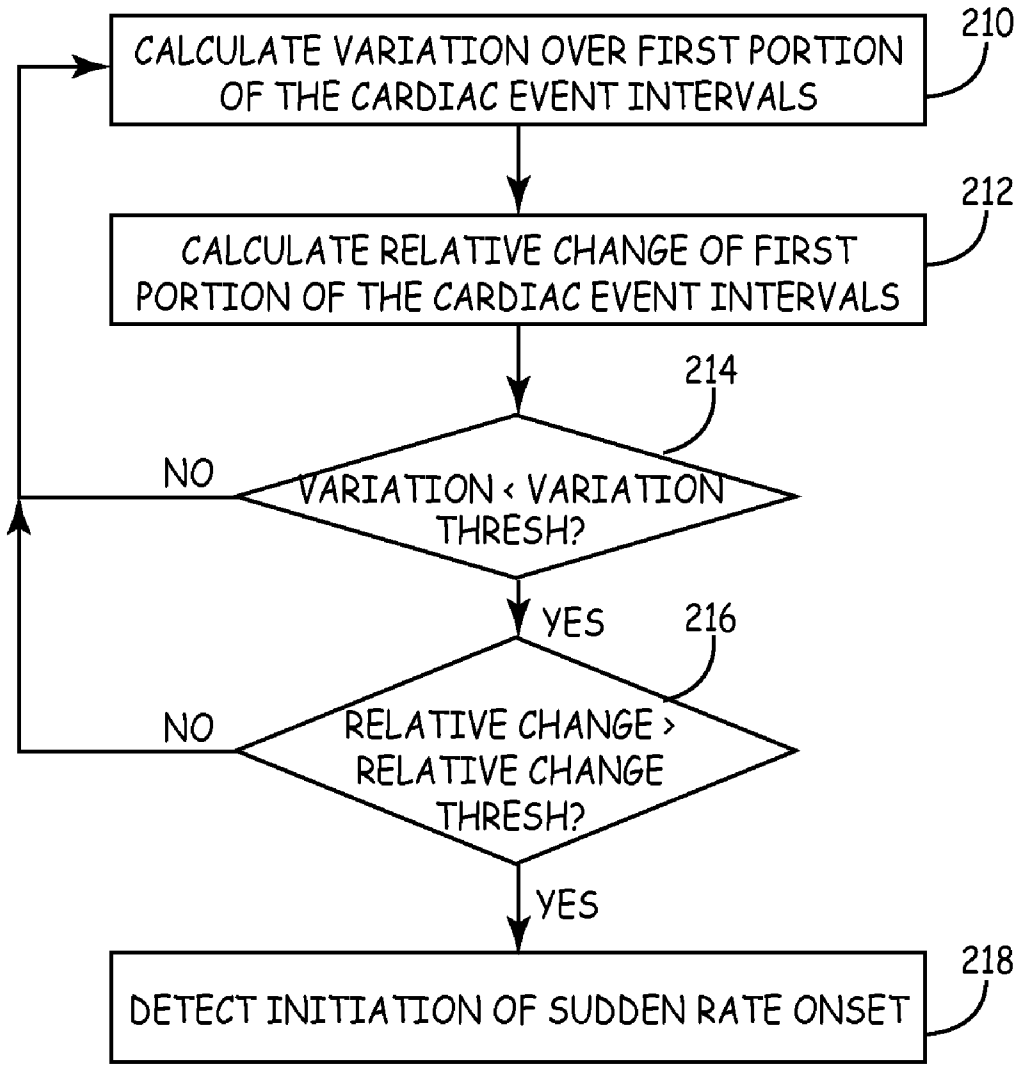 210
CALCULATE VARIATION OVER FIRST PORTION
OF THE CARDIAC EVENT INTERVALS
212
CALCULATE RELATIVE CHANGE OF FIRST
PORTION OF THE CARDIAC EVENT INTERVALS
214
NO
VARIATION < VARIATION
THRESH?
YES
216
NO
RELATIVE CHANGE >
RELATIVE CHANGE
THRESH?
YES
218
DETECT INITIATION OF SUDDEN RATE ONSET